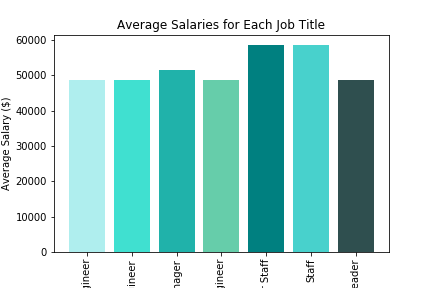 Average Salaries for Each Job Title
Average Salary ($)
60000
50000
40000
30000
20000
10000
0
gineer
ineer
nager
gineer
r Staff
Staff
eader